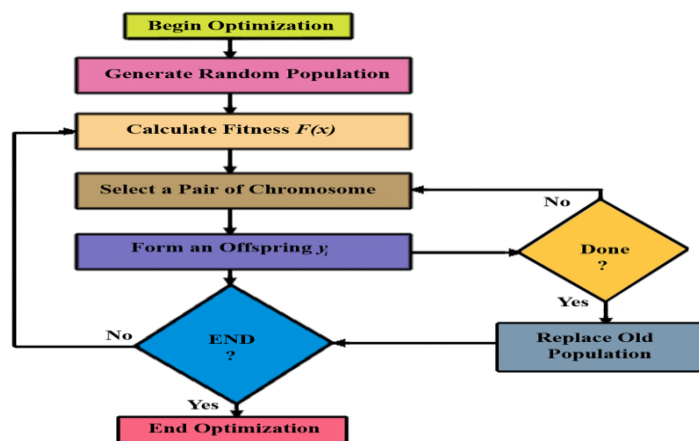 Begin Optimization
Generate Random Population
Calculate Fitness F(x)
Select a Pair of Chromosome
No
Form an Offspring yᵢ
Done
?
Yes
No
END
?
Replace Old
Population
Yes
End Optimization